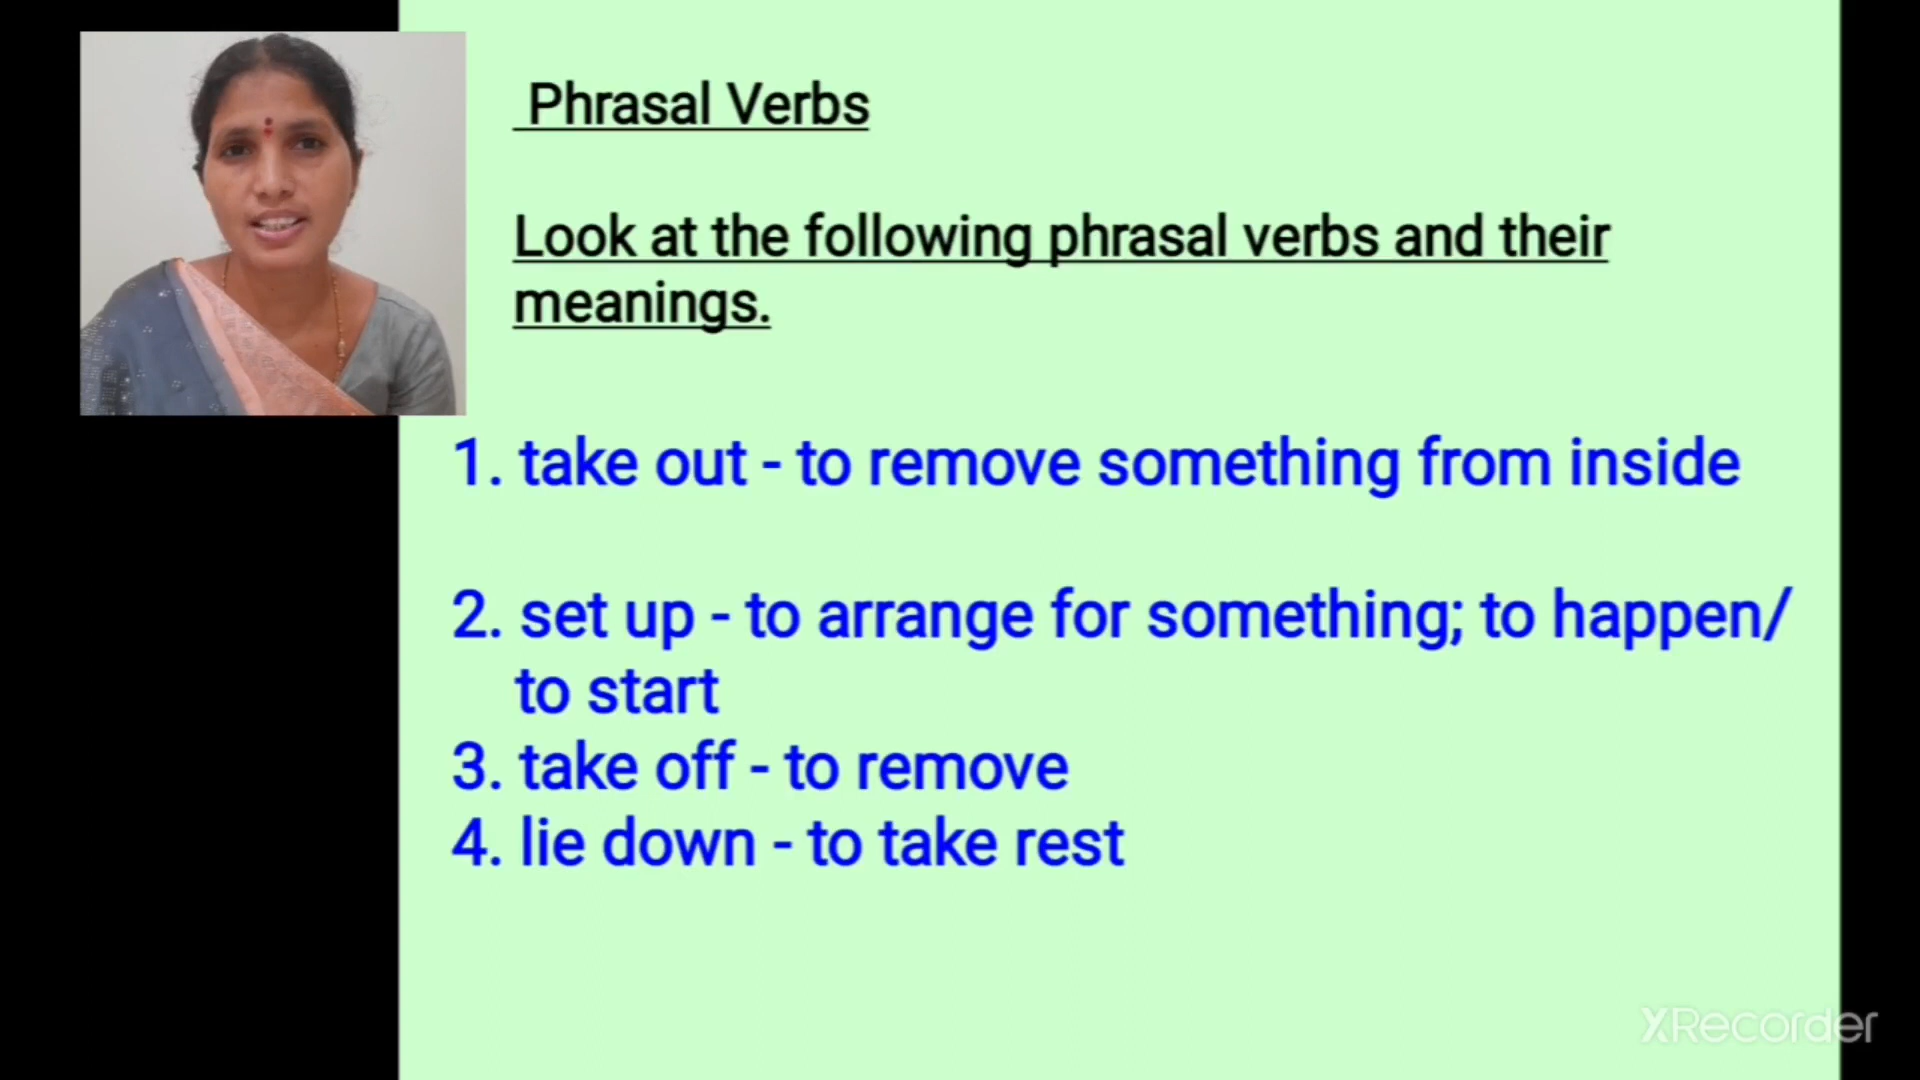 Phrasal Verbs
Look at the following phrasal verbs and their
meanings.
1. take out - to remove something from inside
2. set up - to arrange for something; to happen/
to start
3. take off - to remove
4. lie down - to take rest
XRecorder